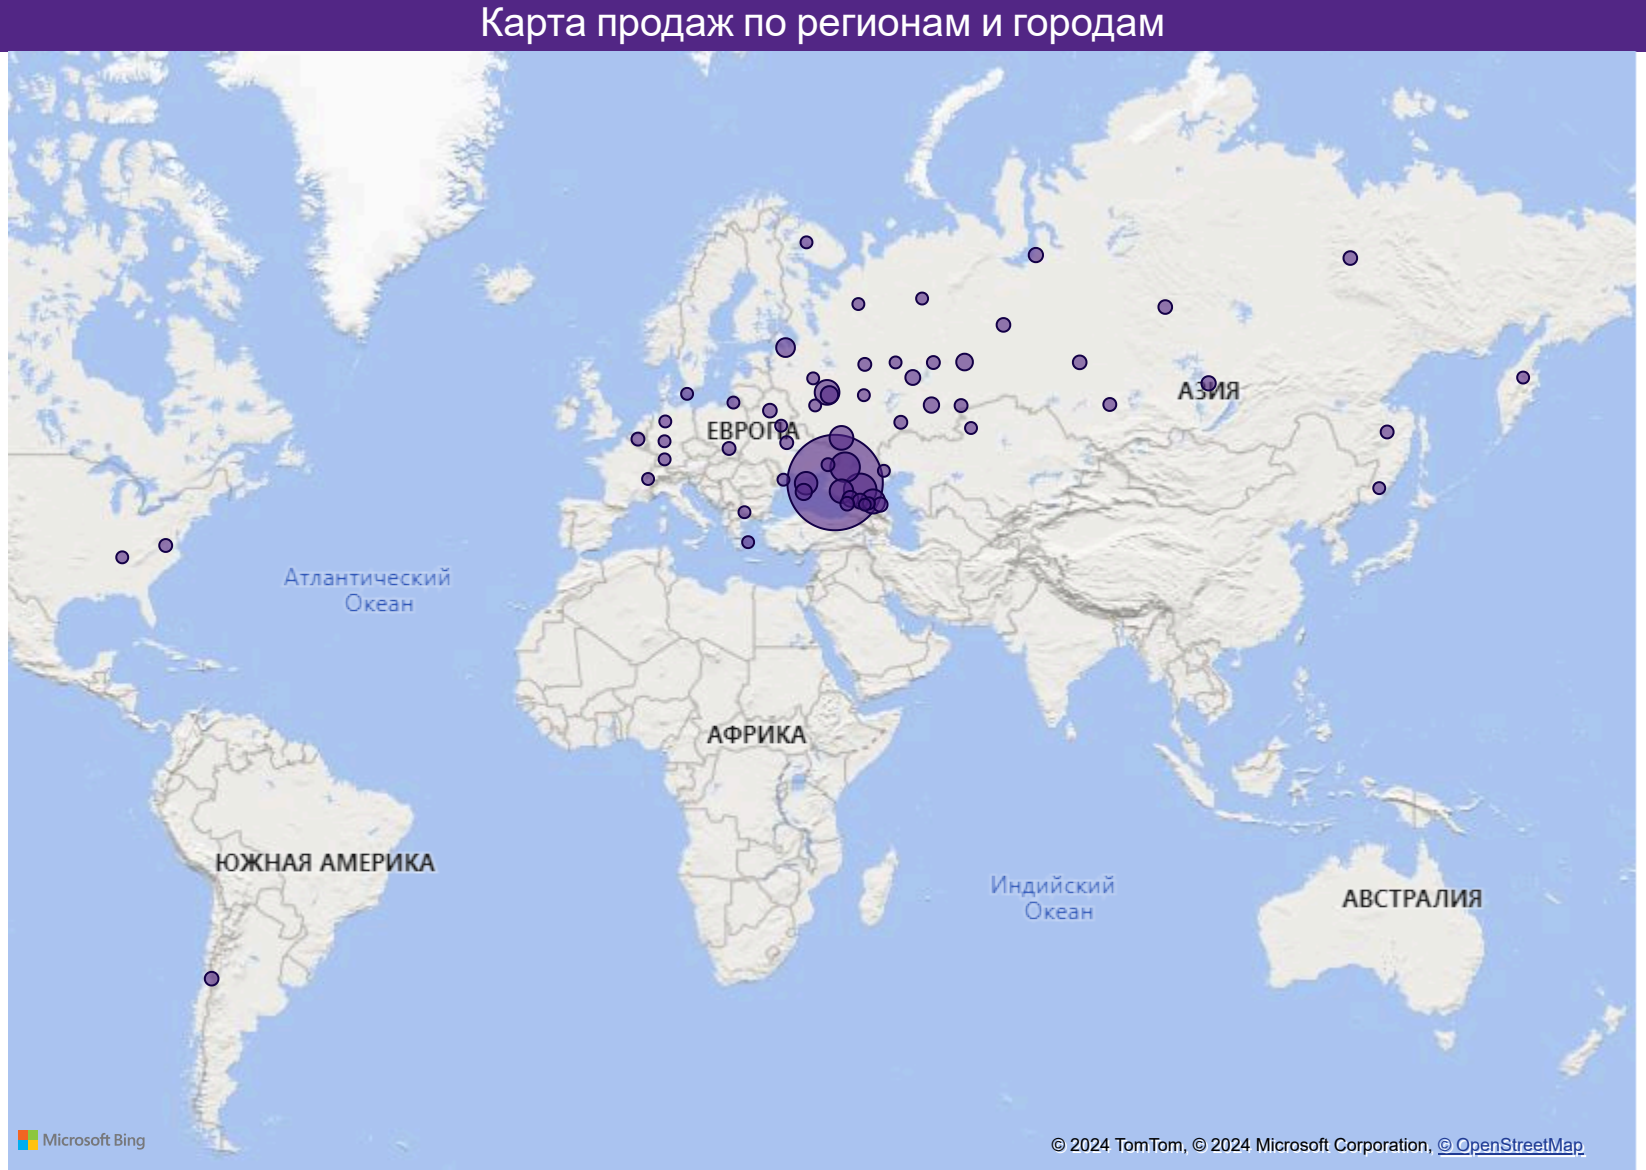 Карта продаж по регионам и городам
АЗИЯ
ЕВРОПА
Атлантический
Океан
АФРИКА
ЮЖНАЯ АМЕРИКА
Индийский
Океан
АВСТРАЛИЯ
Microsoft Bing
© 2024 TomTom, © 2024 Microsoft Corporation, © OpenStreetMap